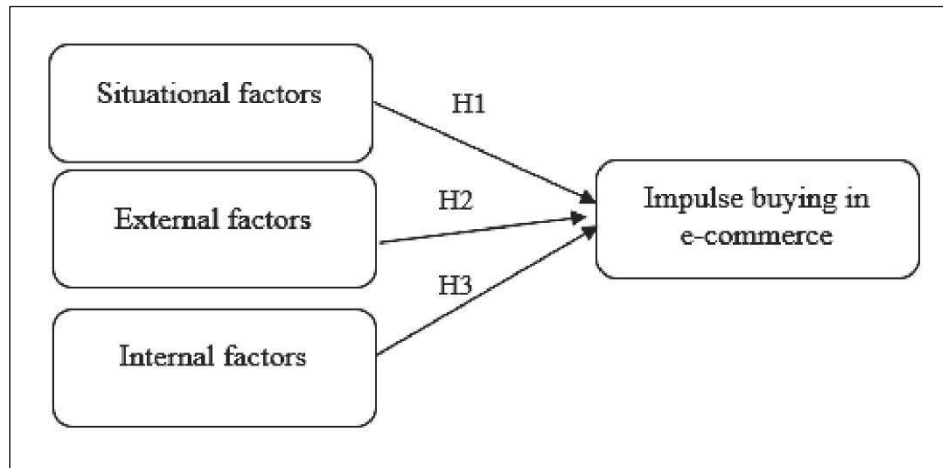 Situational factors
H1
External factors
H2
Impulse buying in
e-commerce
H3
Internal factors